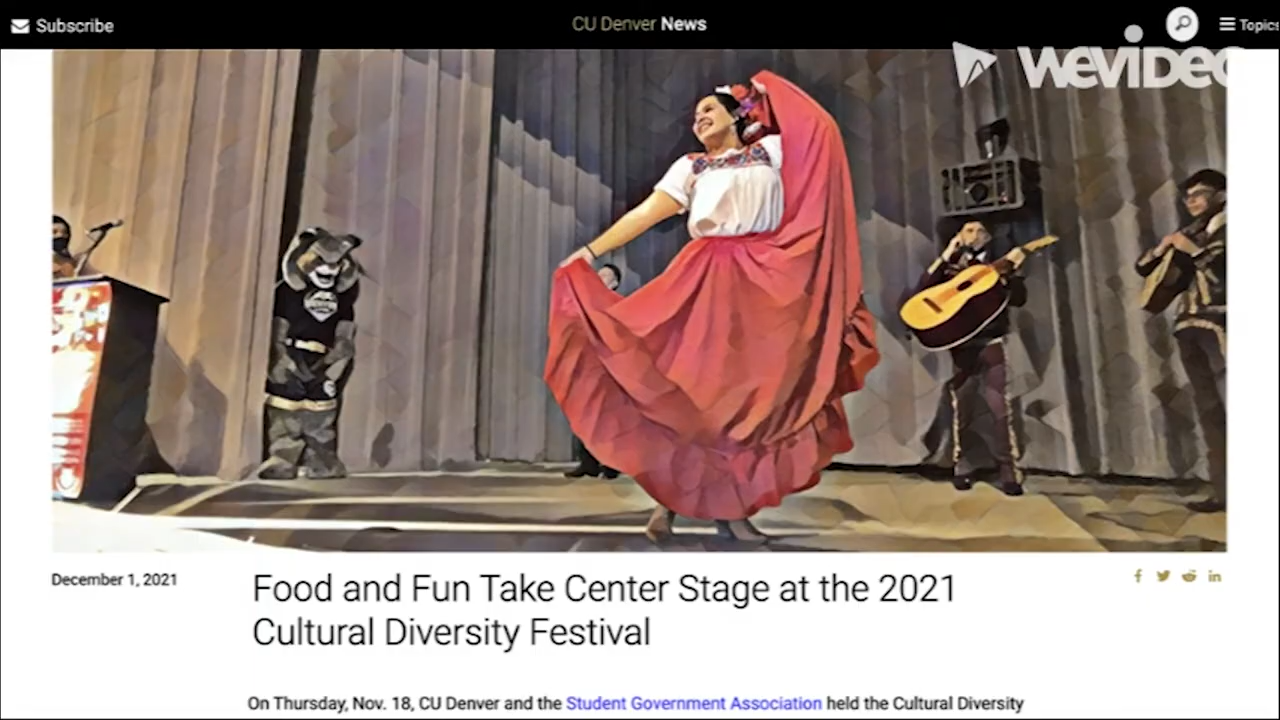 Subscribe
CU Denver News
Topics
WeVideo
December 1, 2021
Food and Fun Take Center Stage at the 2021
Cultural Diversity Festival
On Thursday, Nov. 18, CU Denver and the Student Government Association held the Cultural Diversity